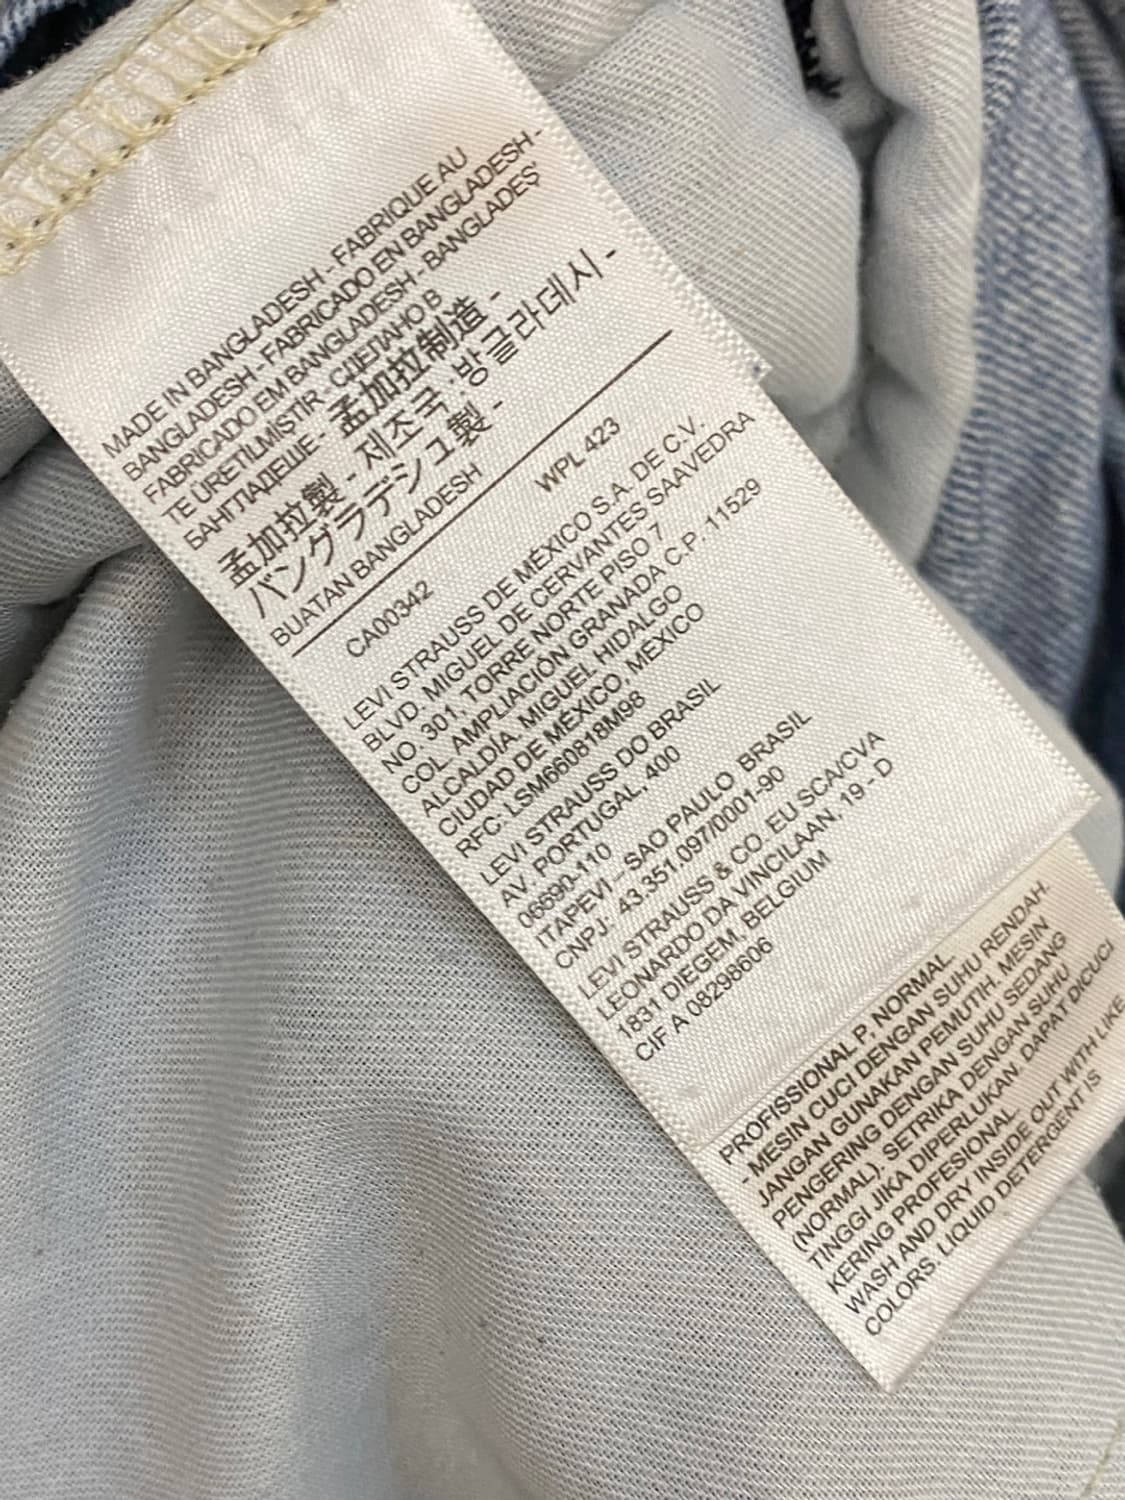 MADE IN BANGLADESH - FABRIQUE AU
BANGLADESH - FABRICADO EN BANGLADESH -
FABRICADO EM BANGLADESH - BANGLADEŞ'
TE URETILMISTIR - СДЕЛАНО В
БАНГЛАДЕШЕ - 孟加拉制造 -
孟加拉製 - 제조국 : 방글라데시 -
バングラデシュ製 -
BUATAN BANGLADESH
CA00342 WPL 423
LEVI STRAUSS DE MÉXICO S.A. DE C.V.
BLVD. MIGUEL DE CERVANTES SAAVEDRA
NO. 301, TORRE NORTE PISO 7
COL. AMPLIACIÓN GRANADA C.P. 11529
ALCALDÍA. MIGUEL HIDALGO
CIUDAD DE MÉXICO, MEXICO
RFC: LSM660818M98
LEVI STRAUSS DO BRASIL
AV. PORTUGAL, 400
06690-110
ITAPEVI – SAO PAULO BRASIL
CNPJ: 43.351.097/0001-90
LEVI STRAUSS & CO. EU SCA/CVA
LEONARDO DA VINCILAAN, 19 - D
1831 DIEGEM, BELGIUM
CIF A 08298606
PROFISSIONAL P. NORMAL.
- MESIN CUCI DENGAN SUHU RENDAH.
JANGAN GUNAKAN PEMUTIH. MESIN
PENGERING DENGAN SUHU SEDANG
(NORMAL). SETRIKA DENGAN SUHU
TINGGI JIKA DIPERLUKAN. DAPAT DICUCI
KERING PROFESIONAL.
WASH AND DRY INSIDE OUT WITH LIKE
COLORS. LIQUID DETERGENT IS